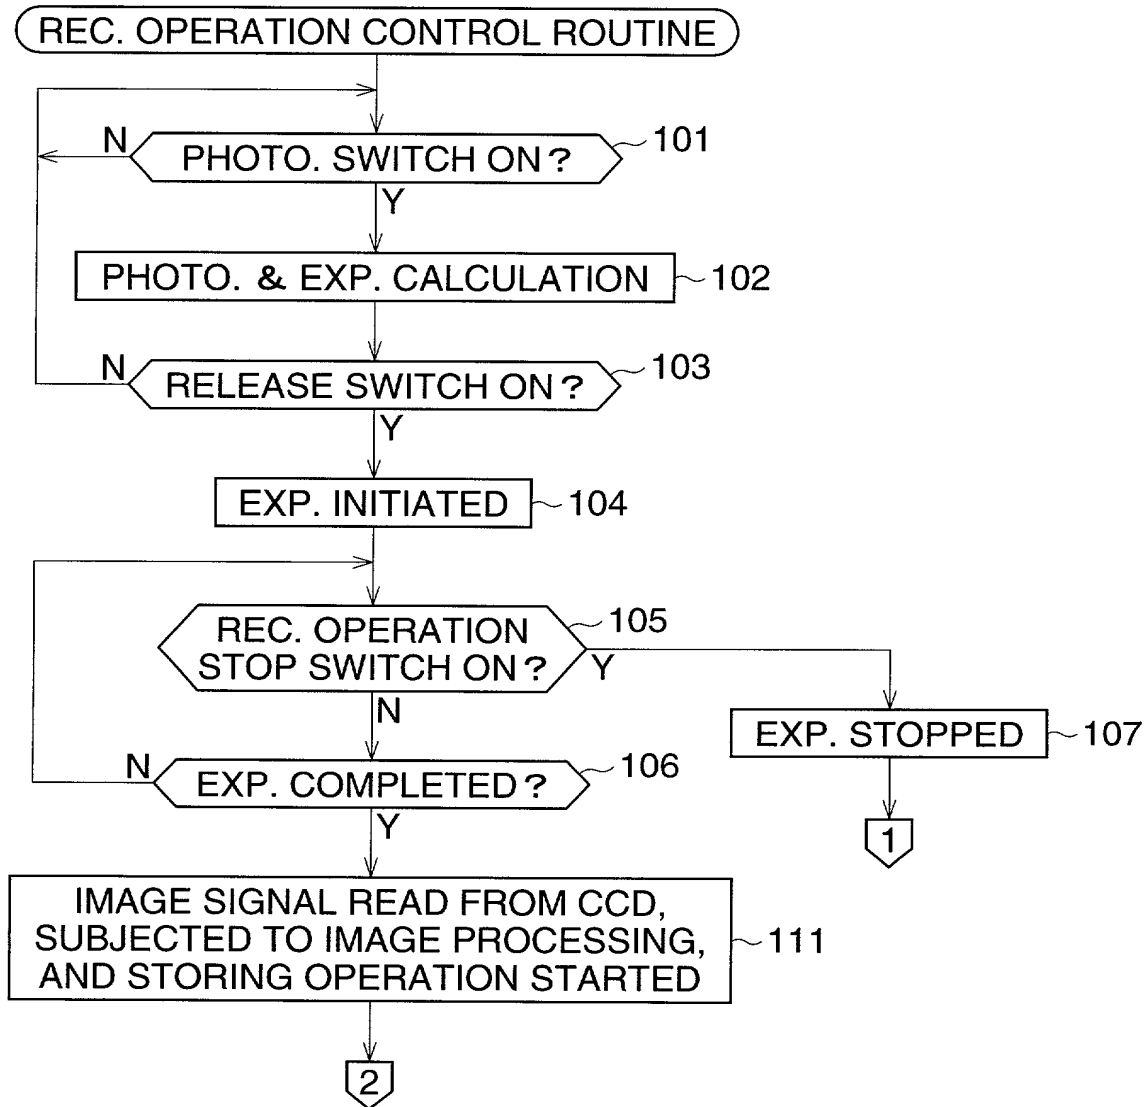 REC. OPERATION CONTROL ROUTINE
N
PHOTO. SWITCH ON?
101
Y
PHOTO. & EXP. CALCULATION
102
N
RELEASE SWITCH ON?
103
Y
EXP. INITIATED
104
REC. OPERATION
STOP SWITCH ON?
105
Y
N
EXP. STOPPED
107
N
EXP. COMPLETED?
106
Y
1
IMAGE SIGNAL READ FROM CCD,
SUBJECTED TO IMAGE PROCESSING,
AND STORING OPERATION STARTED
111
2